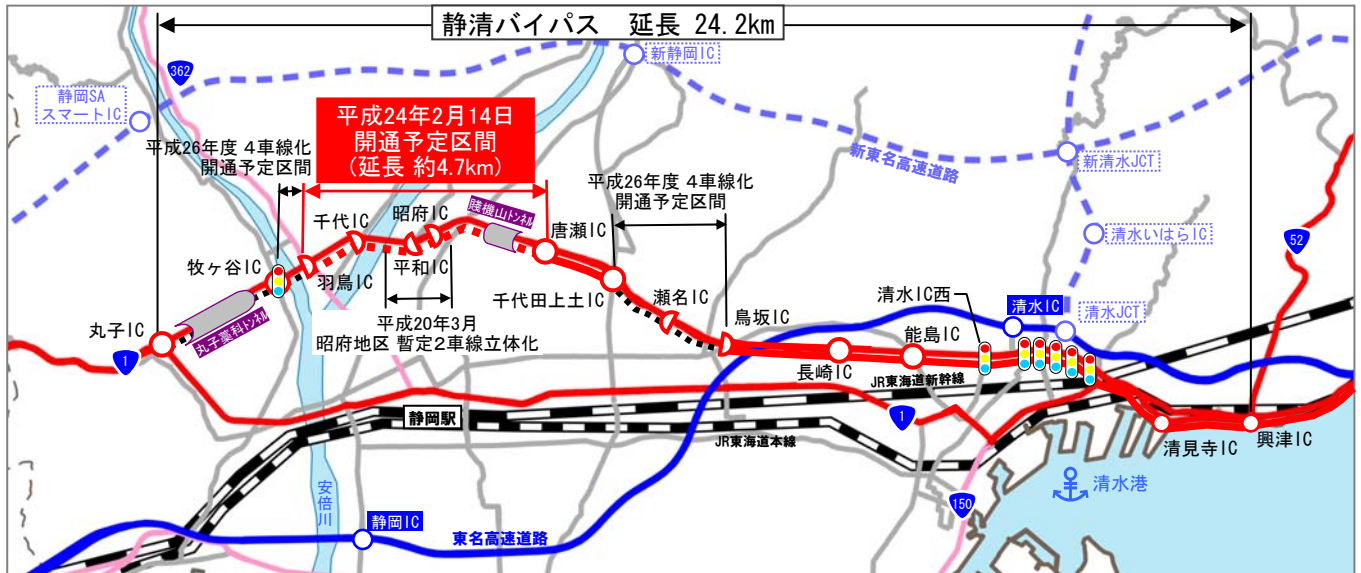 静清バイパス 延長 24.2km
362
新静岡IC
静岡SA
スマートIC
平成24年2月14日
開通予定区間
(延長 約4.7km)
平成26年度 4車線化
開通予定区間
新東名高速道路
新清水JCT
平成26年度 4車線化
開通予定区間
賤機山トンネル
千代IC
昭府IC
唐瀬IC
清水いはらIC
52
牧ヶ谷IC
羽鳥IC
平和IC
千代田上土IC
瀬名IC
清水IC西
清水IC
清水JCT
丸子IC
丸子藁科トンネル
平成20年3月
昭府地区 暫定2車線立体化
鳥坂IC
能島IC
1
長崎IC
JR東海道新幹線
静岡駅
1
JR東海道本線
清見寺IC
興津IC
安倍川
150
清水港
静岡IC
東名高速道路